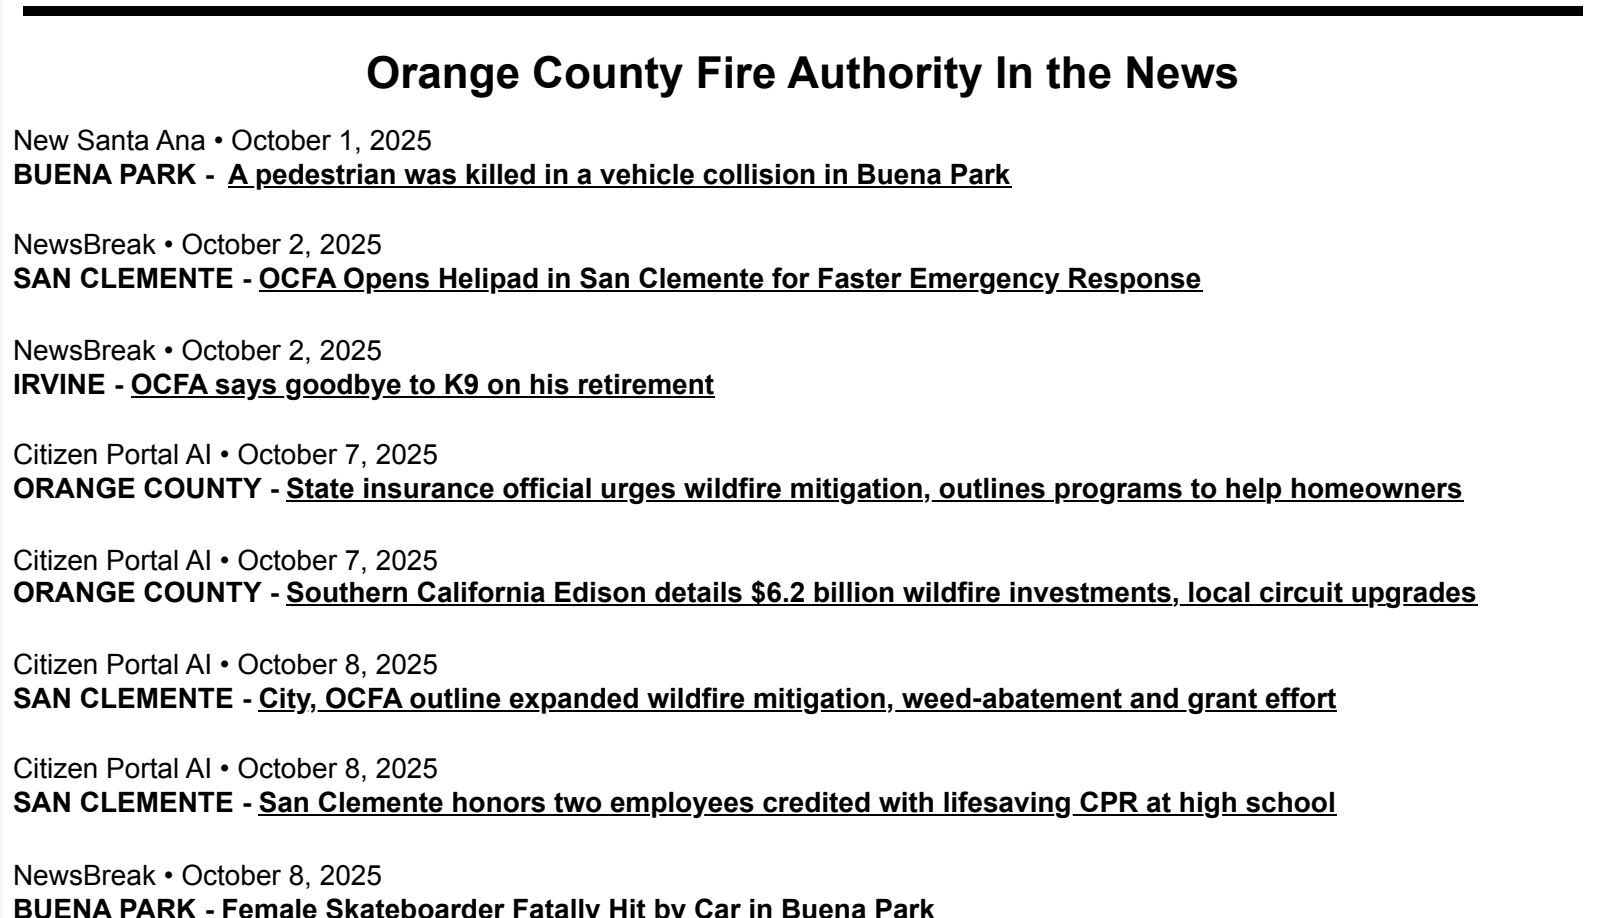 Orange County Fire Authority In the News
New Santa Ana • October 1, 2025
BUENA PARK - A pedestrian was killed in a vehicle collision in Buena Park
NewsBreak • October 2, 2025
SAN CLEMENTE - OCFA Opens Helipad in San Clemente for Faster Emergency Response
NewsBreak • October 2, 2025
IRVINE - OCFA says goodbye to K9 on his retirement
Citizen Portal AI • October 7, 2025
ORANGE COUNTY - State insurance official urges wildfire mitigation, outlines programs to help homeowners
Citizen Portal AI • October 7, 2025
ORANGE COUNTY - Southern California Edison details $6.2 billion wildfire investments, local circuit upgrades
Citizen Portal AI • October 8, 2025
SAN CLEMENTE - City, OCFA outline expanded wildfire mitigation, weed-abatement and grant effort
Citizen Portal AI • October 8, 2025
SAN CLEMENTE - San Clemente honors two employees credited with lifesaving CPR at high school
NewsBreak • October 8, 2025
BUENA PARK - Female Skateboarder Fatally Hit by Car in Buena Park